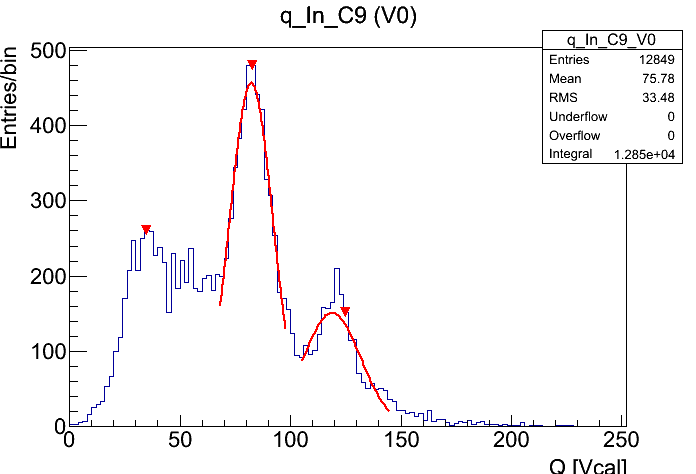 q_In_C9 (V0)
q_In_C9_V0
Entries 12849
Mean 75.78
RMS 33.48
Underflow 0
Overflow 0
Integral 1.285e+04
Entries/bin
500
400
300
200
100
0
0 50 100 150 200 250
Q [Vcal]